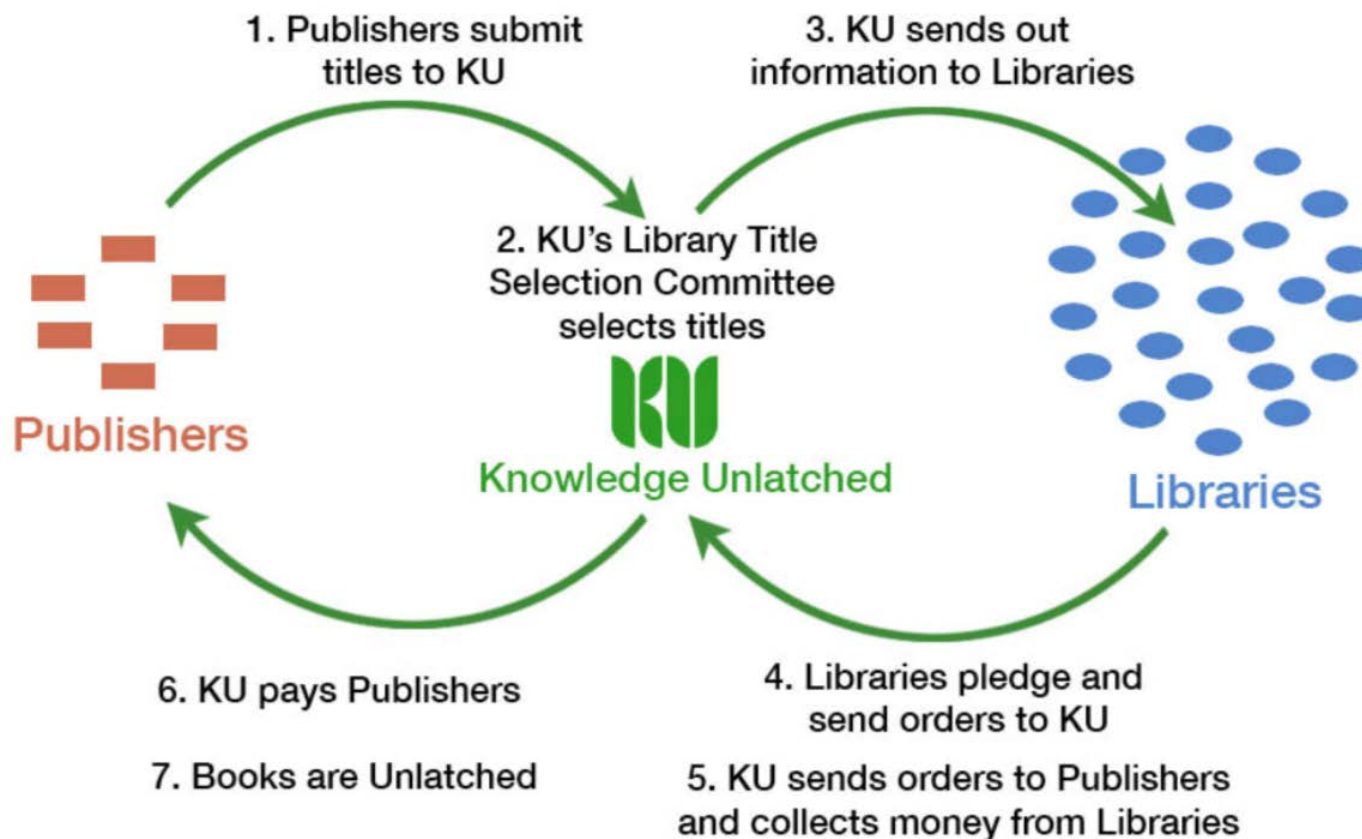 1. Publishers submit
titles to KU
3. KU sends out
information to Libraries
2. KU’s Library Title
Selection Committee
selects titles
KU
Knowledge Unlatched
Publishers
Libraries
4. Libraries pledge and
send orders to KU
5. KU sends orders to Publishers
and collects money from Libraries
6. KU pays Publishers
7. Books are Unlatched